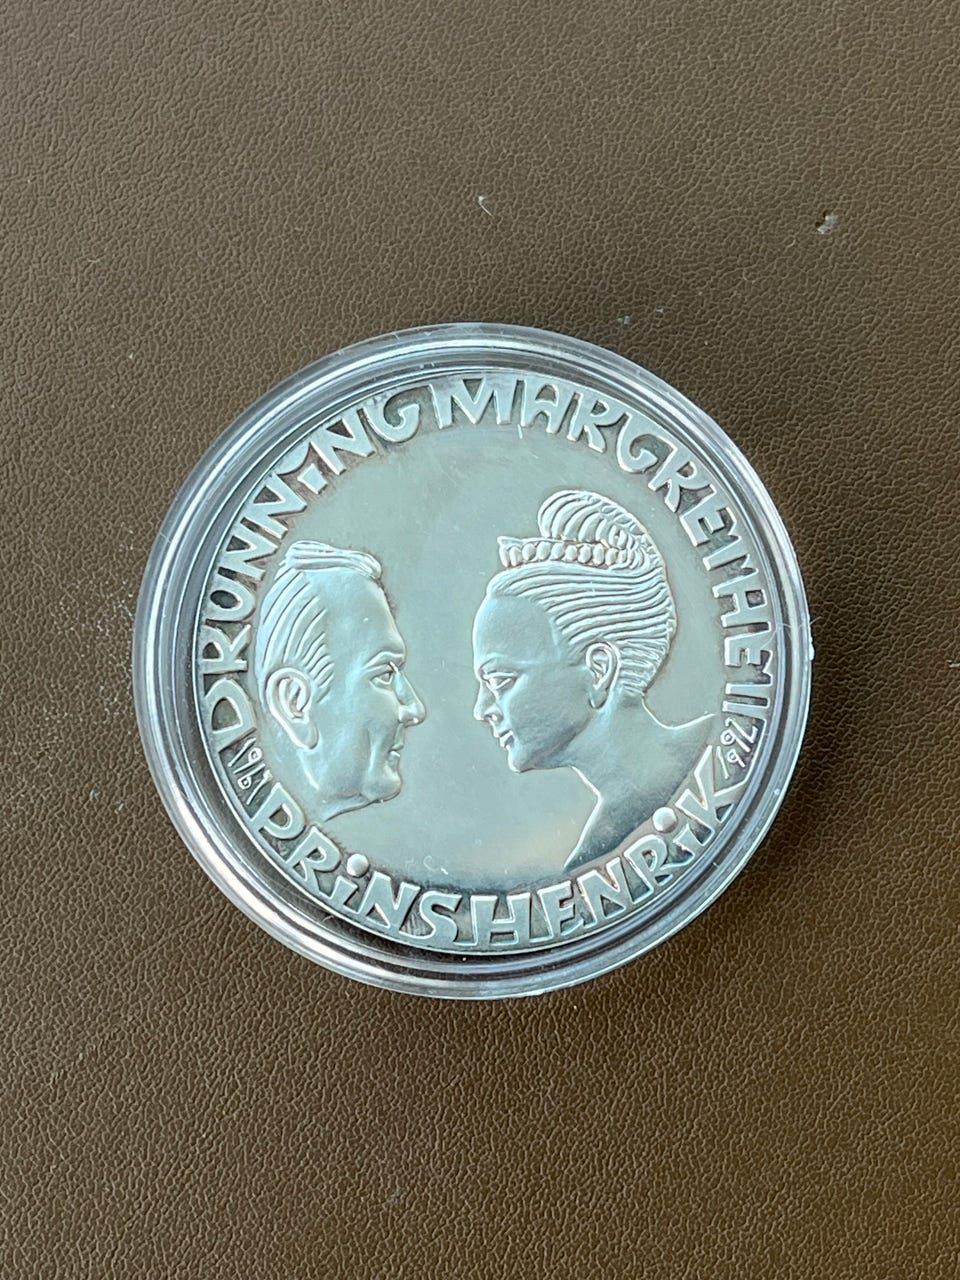 DRONNING MARGRETHE II
1967
PRINS HENRIK
1992